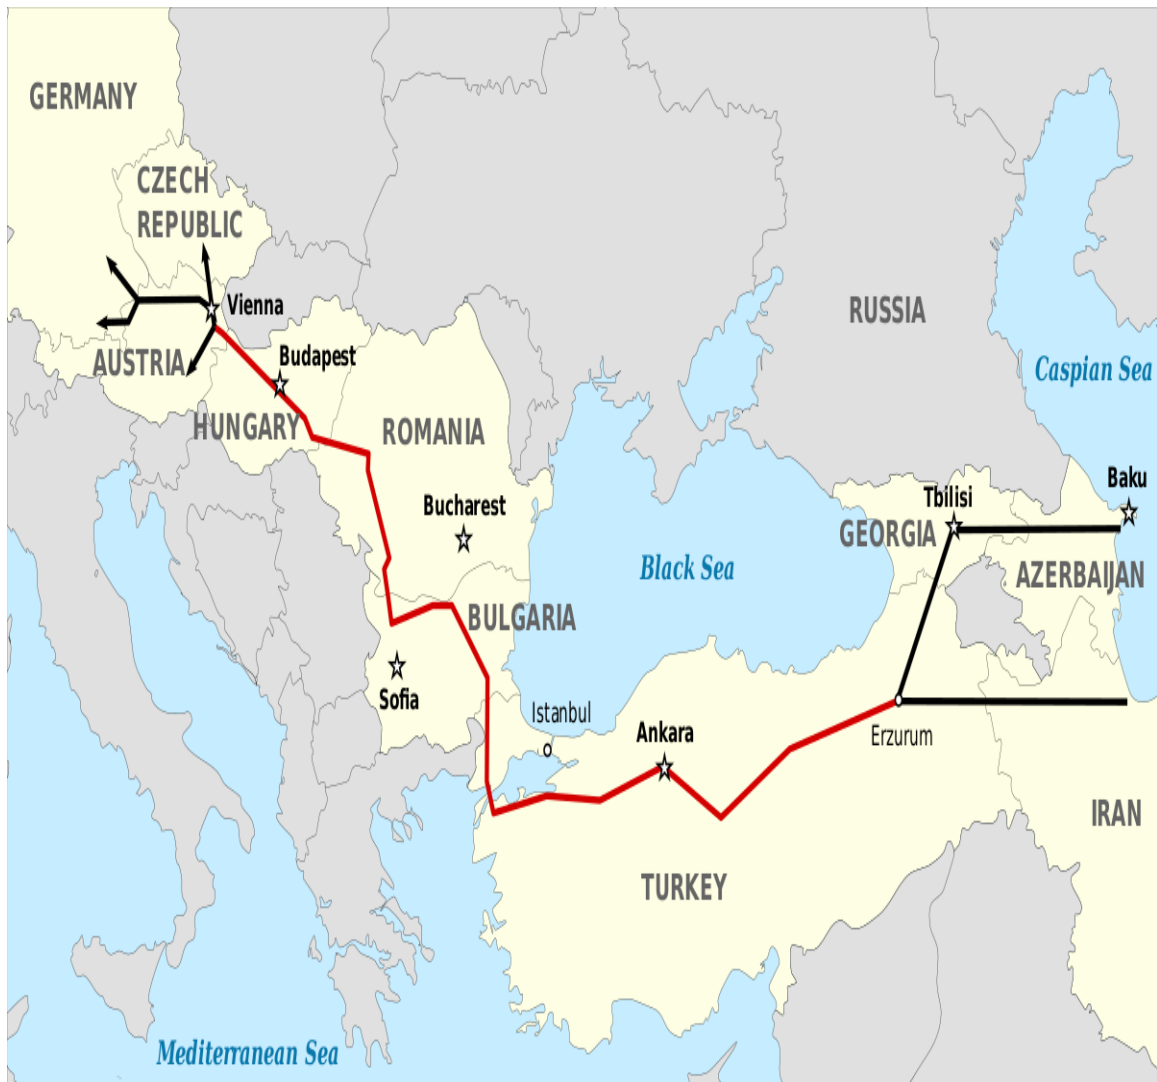 GERMANY
CZECH
REPUBLIC
Vienna
RUSSIA
Budapest
AUSTRIA
Caspian Sea
HUNGARY
ROMANIA
Baku
Tbilisi
Bucharest
GEORGIA
Black Sea
AZERBAIJAN
BULGARIA
Sofia
Istanbul
Ankara
Erzurum
IRAN
TURKEY
Mediterranean Sea